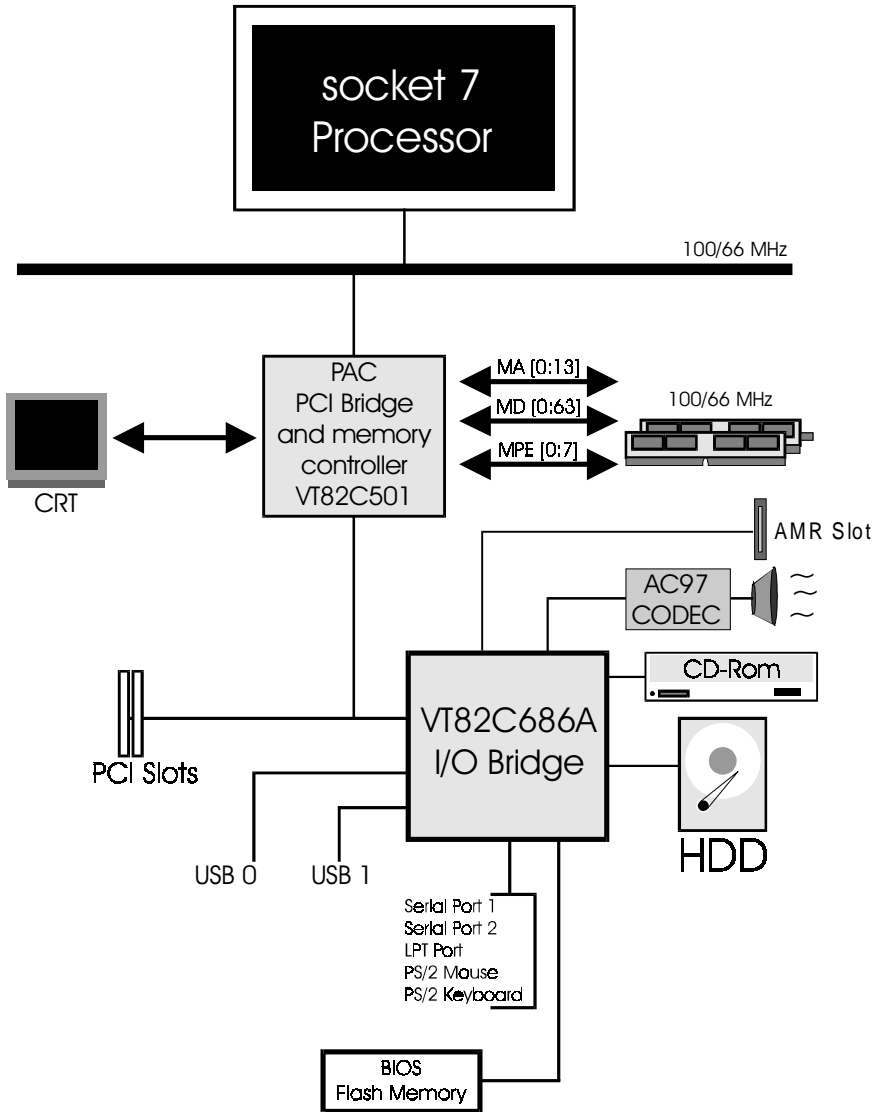 socket 7
Processor
100/66 MHz
PAC
PCI Bridge
and memory
controller
VT82C501
MA [0:13]
MD [0:63]
MPE [0:7]
100/66 MHz
CRT
AMR Slot
AC97
CODEC
CD-Rom
VT82C686A
I/O Bridge
PCI Slots
HDD
USB 0
USB 1
Serial Port 1
Serial Port 2
LPT Port
PS/2 Mouse
PS/2 Keyboard
BIOS
Flash Memory